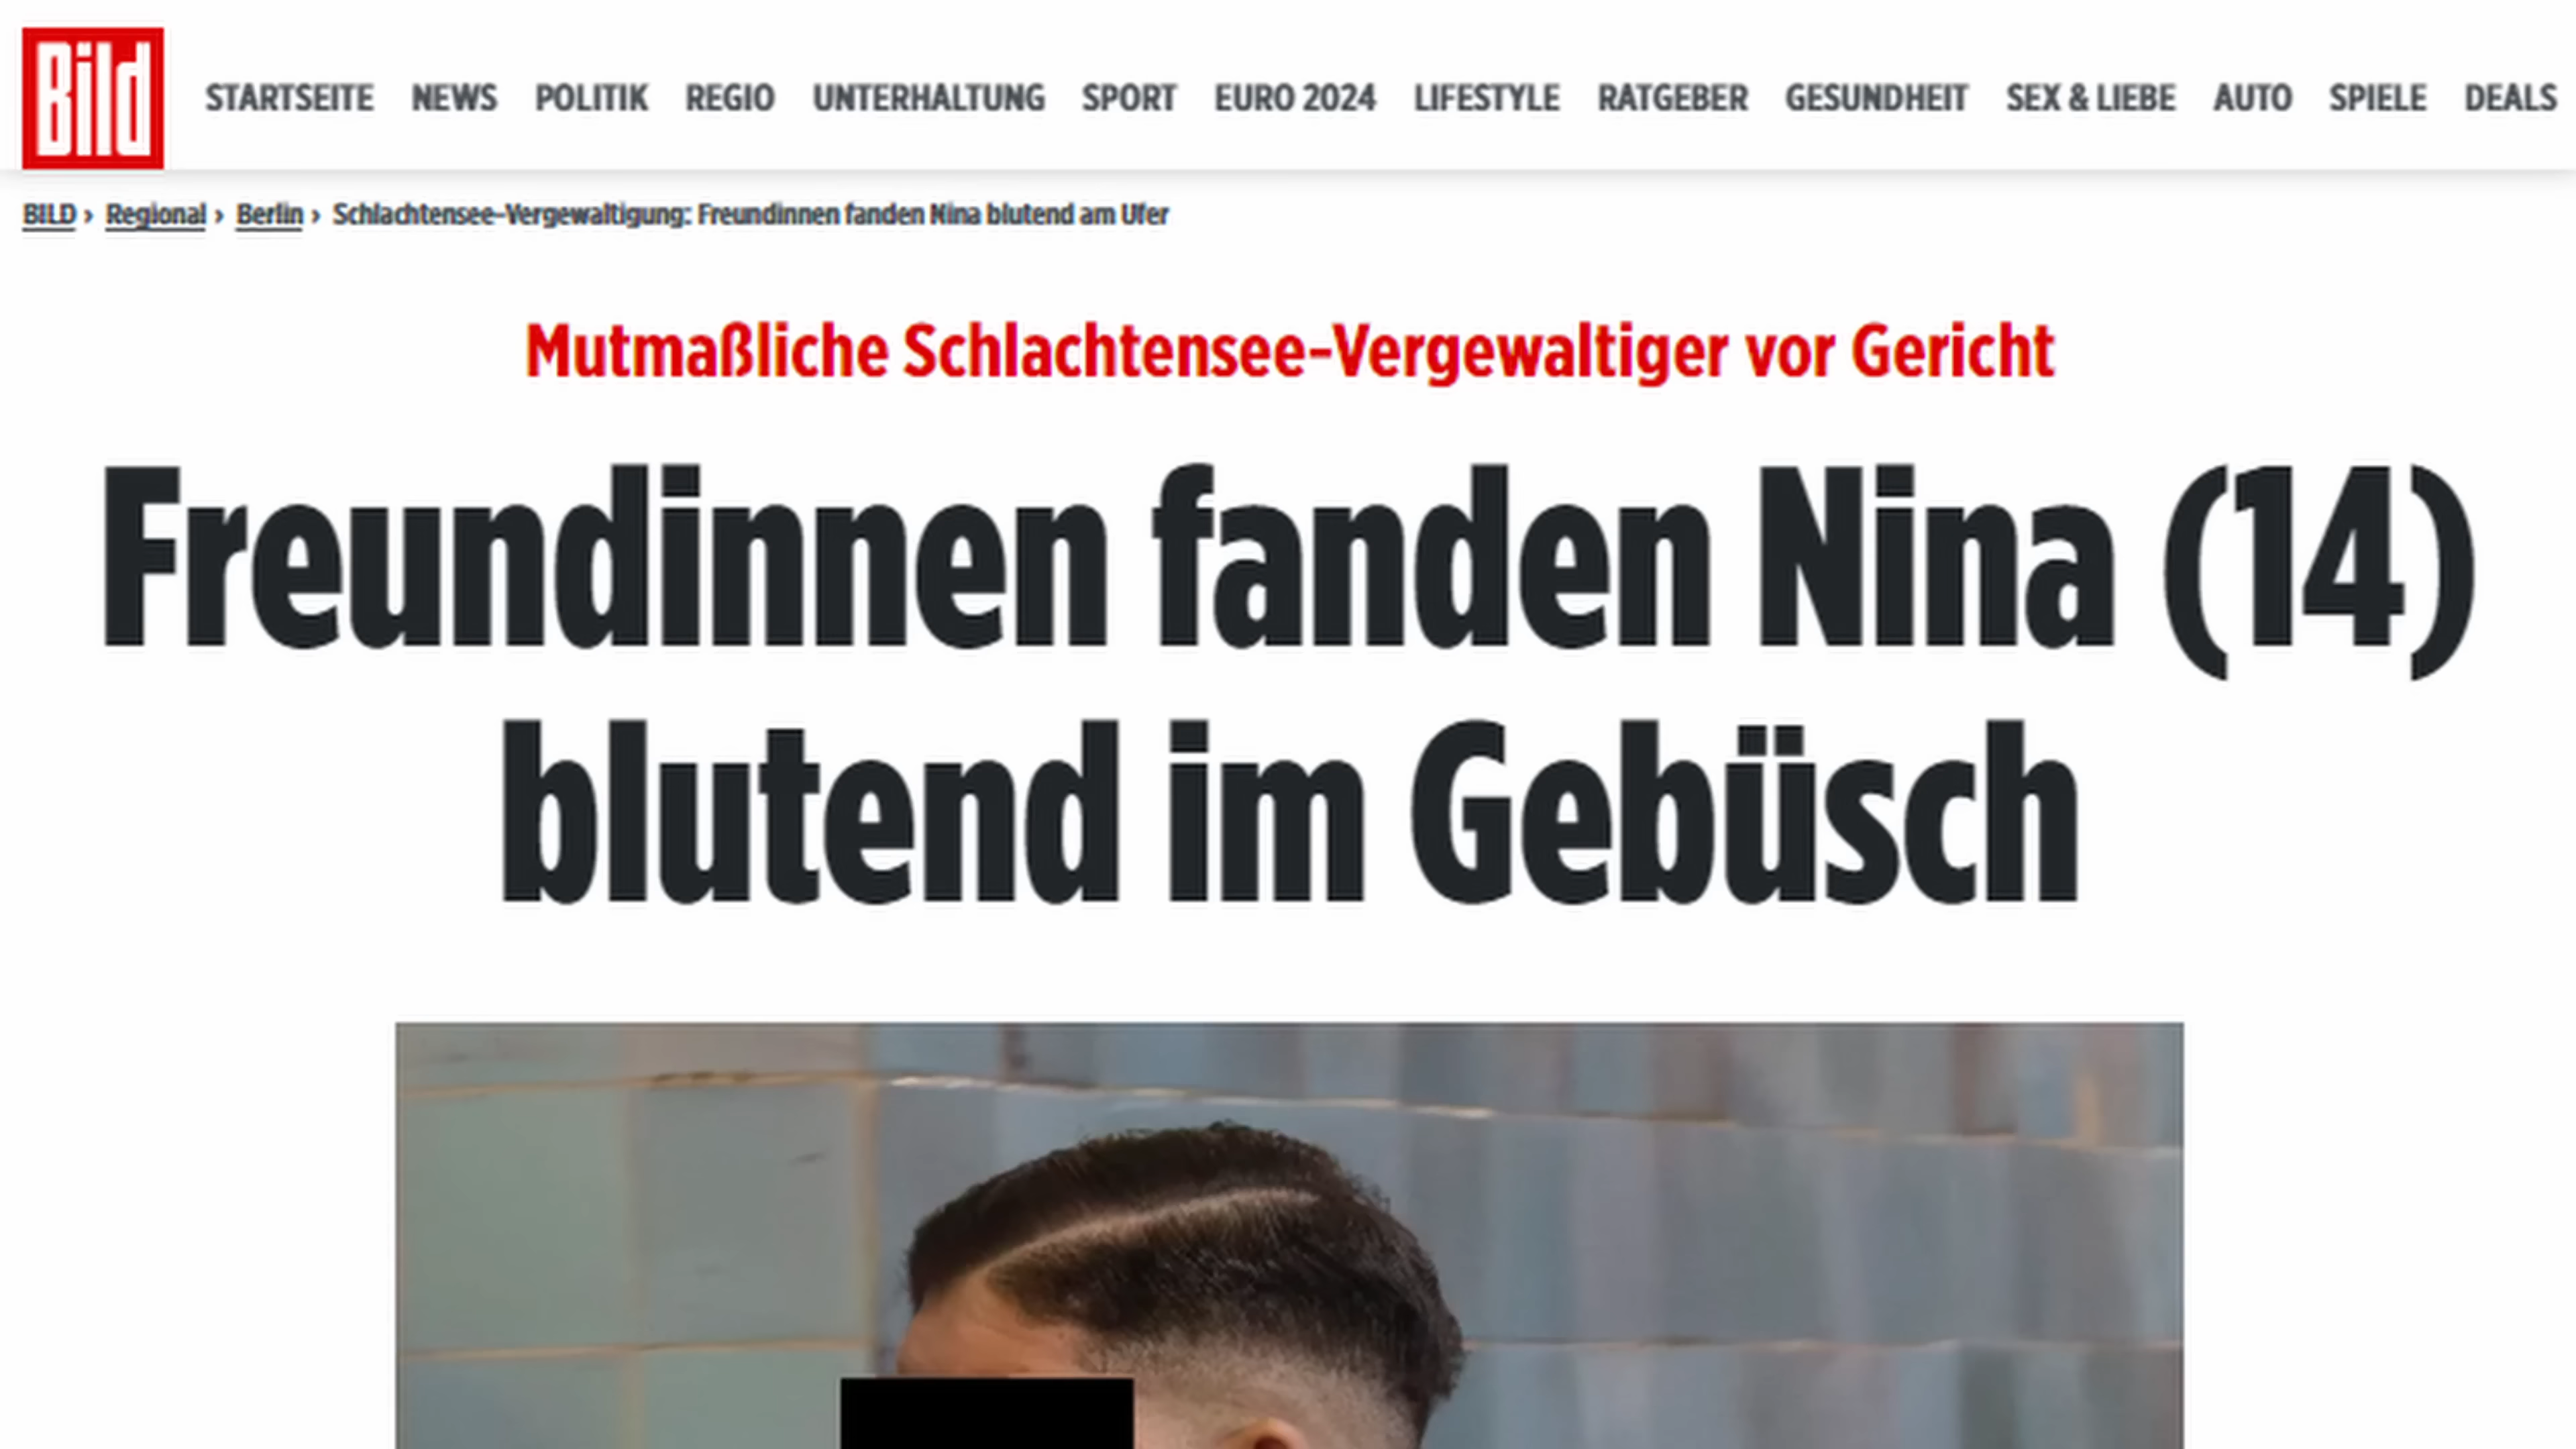 Bild
STARTSEITE NEWS POLITIK REGIO UNTERHALTUNG SPORT EURO 2024 LIFESTYLE RATGEBER GESUNDHEIT SEX & LIEBE AUTO SPIELE DEALS
BILD › Regional › Berlin › Schlachtensee-Vergewaltigung: Freundinnen fanden Nina blutend am Ufer
Mutmaßliche Schlachtensee-Vergewaltiger vor Gericht
Freundinnen fanden Nina (14)
blutend im Gebüsch